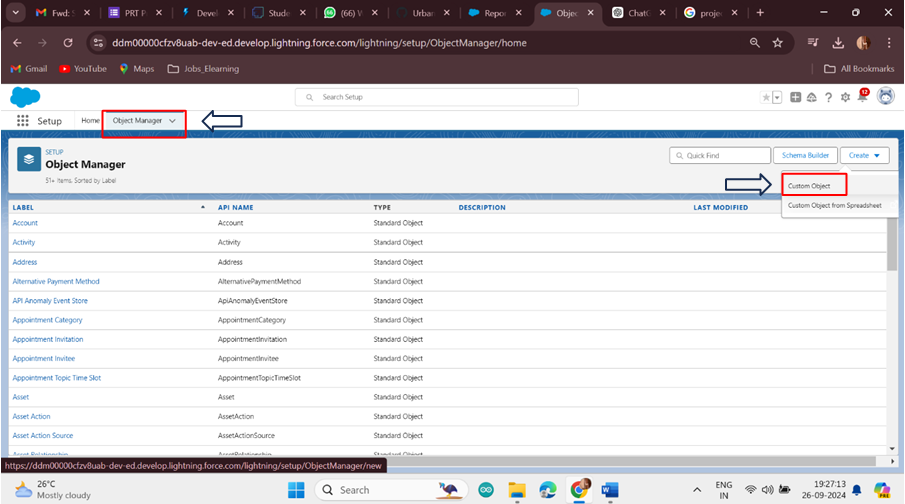 Fwd: S
PRT P
Devel
Stude
(66) W
Urban
Repor
Objec
ChatG
projec
ddm00000cfzv8uab-dev-ed.develop.lightning.force.com/lightning/setup/ObjectManager/home
Gmail YouTube Maps Jobs_Elearning All Bookmarks
Search Setup
12
Setup Home Object Manager
SETUP
Object Manager
51+ Items, Sorted by Label
Quick Find Schema Builder Create
Custom Object
Custom Object from Spreadsheet
LABEL API NAME TYPE DESCRIPTION LAST MODIFIED
Account Account Standard Object
Activity Activity Standard Object
Address Address Standard Object
Alternative Payment Method AlternativePaymentMethod Standard Object
API Anomaly Event Store ApiAnomalyEventStore Standard Object
Appointment Category AppointmentCategory Standard Object
Appointment Invitation AppointmentInvitation Standard Object
Appointment Invitee AppointmentInvitee Standard Object
Appointment Topic Time Slot AppointmentTopicTimeSlot Standard Object
Asset Asset Standard Object
Asset Action AssetAction Standard Object
Asset Action Source AssetActionSource Standard Object
Asset Relationship AssetRelationship Standard Object
https://ddm00000cfzv8uab-dev-ed.develop.lightning.force.com/lightning/setup/ObjectManager/new
26°C
Mostly cloudy
Search
ENG
IN
19:27:13
26-09-2024